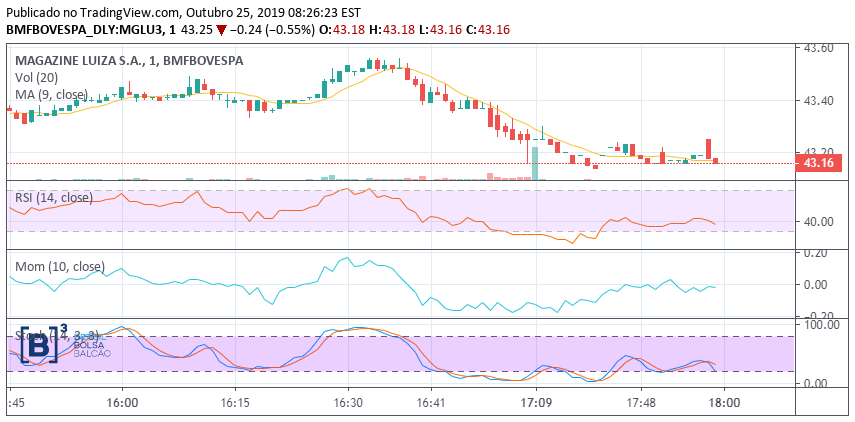 Publicado no TradingView.com, Outubro 25, 2019 08:26:23 EST
BMFBOVESPA_DLY:MGLU3, 1 43.25 ▼ −0.24 (−0.55%) O:43.18 H:43.18 L:43.16 C:43.16
MAGAZINE LUIZA S.A., 1, BMFBOVESPA
Vol (20)
MA (9, close)
43.60
43.40
43.20
43.16
RSI (14, close)
40.00
Mom (10, close)
0.20
0.00
−0.20
Stoch (14, 3, 3)
100.00
0.00
[B]³
BRASIL
BOLSA
BALCÃO
:45 16:00 16:15 16:30 16:41 17:09 17:48 18:00